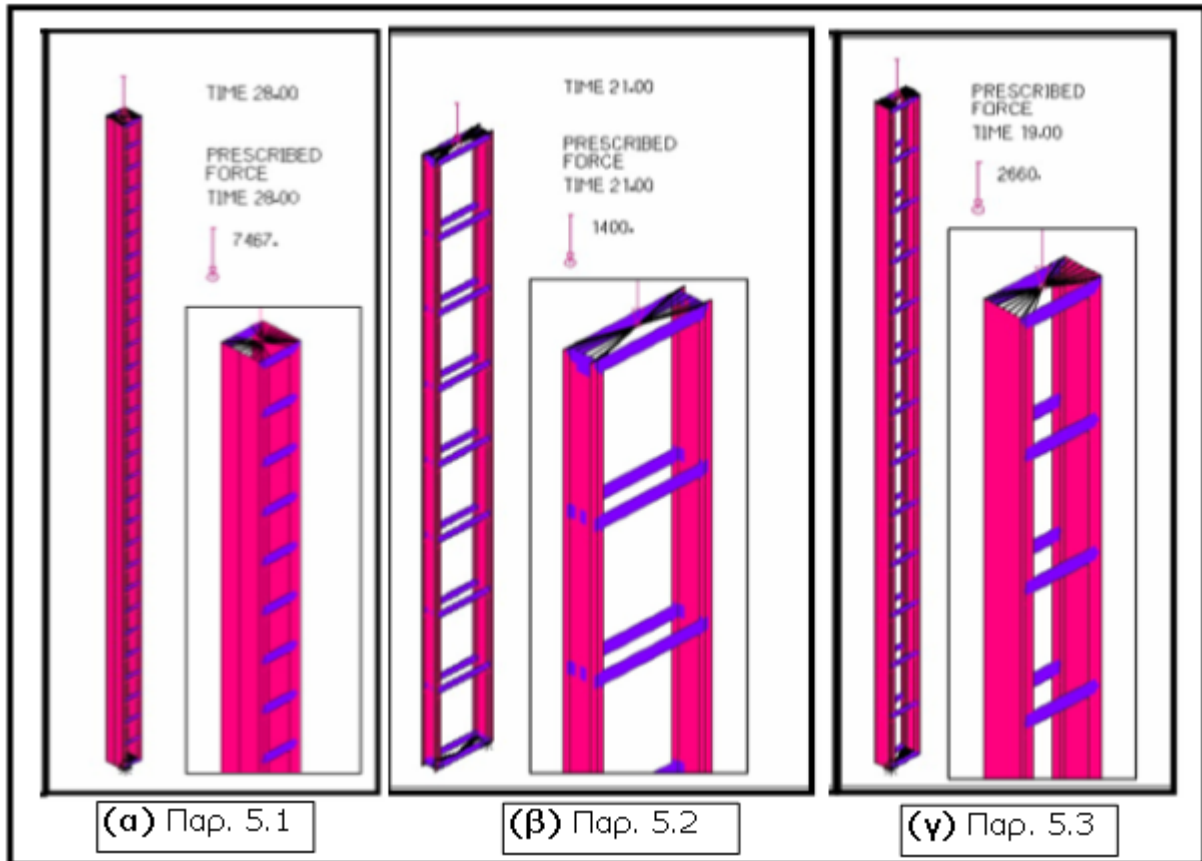 TIME 28.00
PRESCRIBED
FORCE
TIME 28.00
7467.
(α) Παρ. 5.1
TIME 21.00
PRESCRIBED
FORCE
TIME 21.00
1400.
(β) Παρ. 5.2
PRESCRIBED
FORCE
TIME 19.00
2660.
(γ) Παρ. 5.3